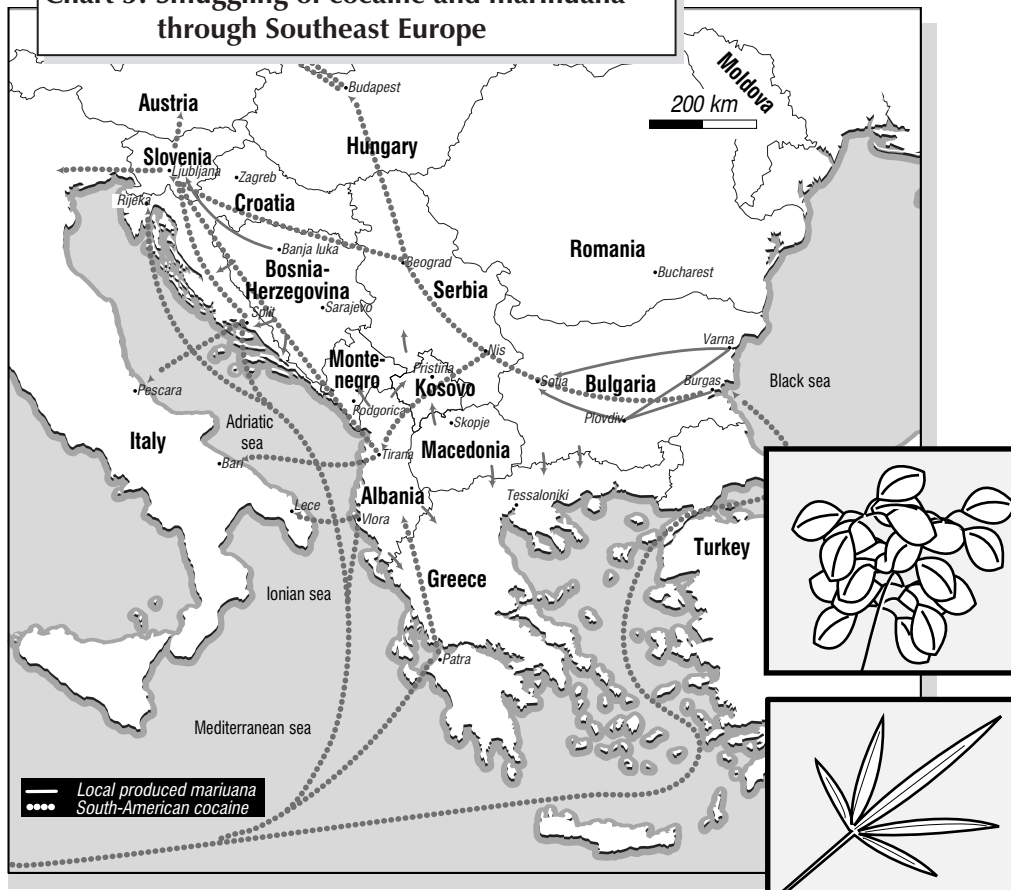 Chart Smuggling of cocaine and marihuana
through Southeast Europe
Budapest
Moldova
Austria
200 km
Hungary
Slovenia
Ljubljana
Zagreb
Rijeka
Croatia
Banja luka
Romania
Beograd
Bosnia-
Herzegovina
Bucharest
Serbia
Sarajevo
Split
Varna
Nis
Monte-
negro
Pristina
Kosovo
Sofia
Bulgaria
Burgas
Black sea
Pescara
Podgorica
Plovdiv
Adriatic
sea
Skopje
Italy
Macedonia
Tirana
Bari
Albania
Tessaloniki
Lece
Vlora
Turkey
Greece
Ionian sea
Patra
Mediterranean sea
Local produced mariuana
South-American cocaine